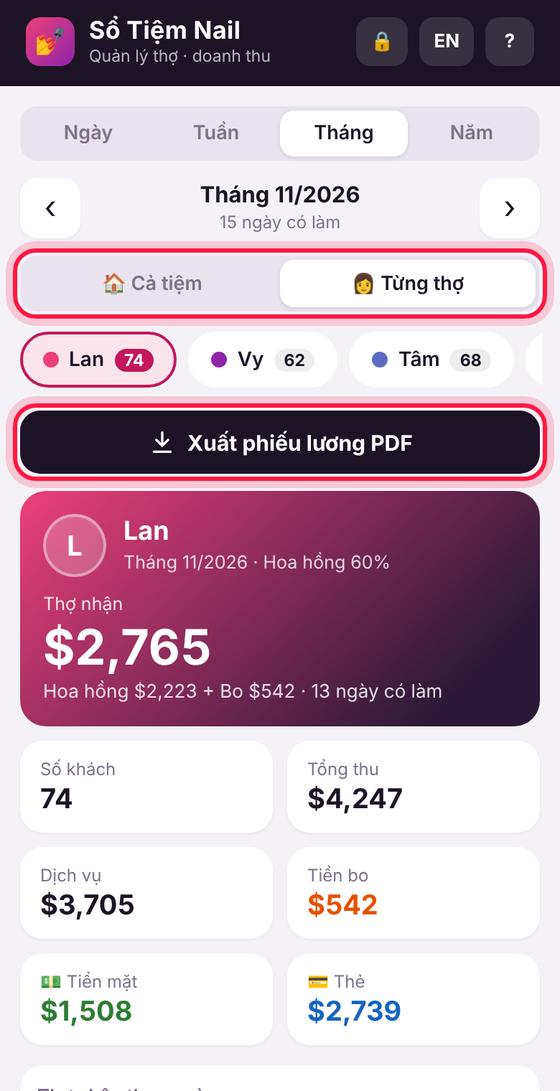 Sổ Tiệm Nail
Quản lý thợ · doanh thu
EN
?
Ngày
Tuần
Tháng
Năm
‹
Tháng 11/2026
15 ngày có làm
›
Cả tiệm
Từng thợ
Lan 74
Vy 62
Tâm 68
Xuất phiếu lương PDF
L
Lan
Tháng 11/2026 · Hoa hồng 60%
Thợ nhận
$2,765
Hoa hồng $2,223 + Bo $542 · 13 ngày có làm
Số khách
74
Tổng thu
$4,247
Dịch vụ
$3,705
Tiền bo
$542
Tiền mặt
$1,508
Thẻ
$2,739